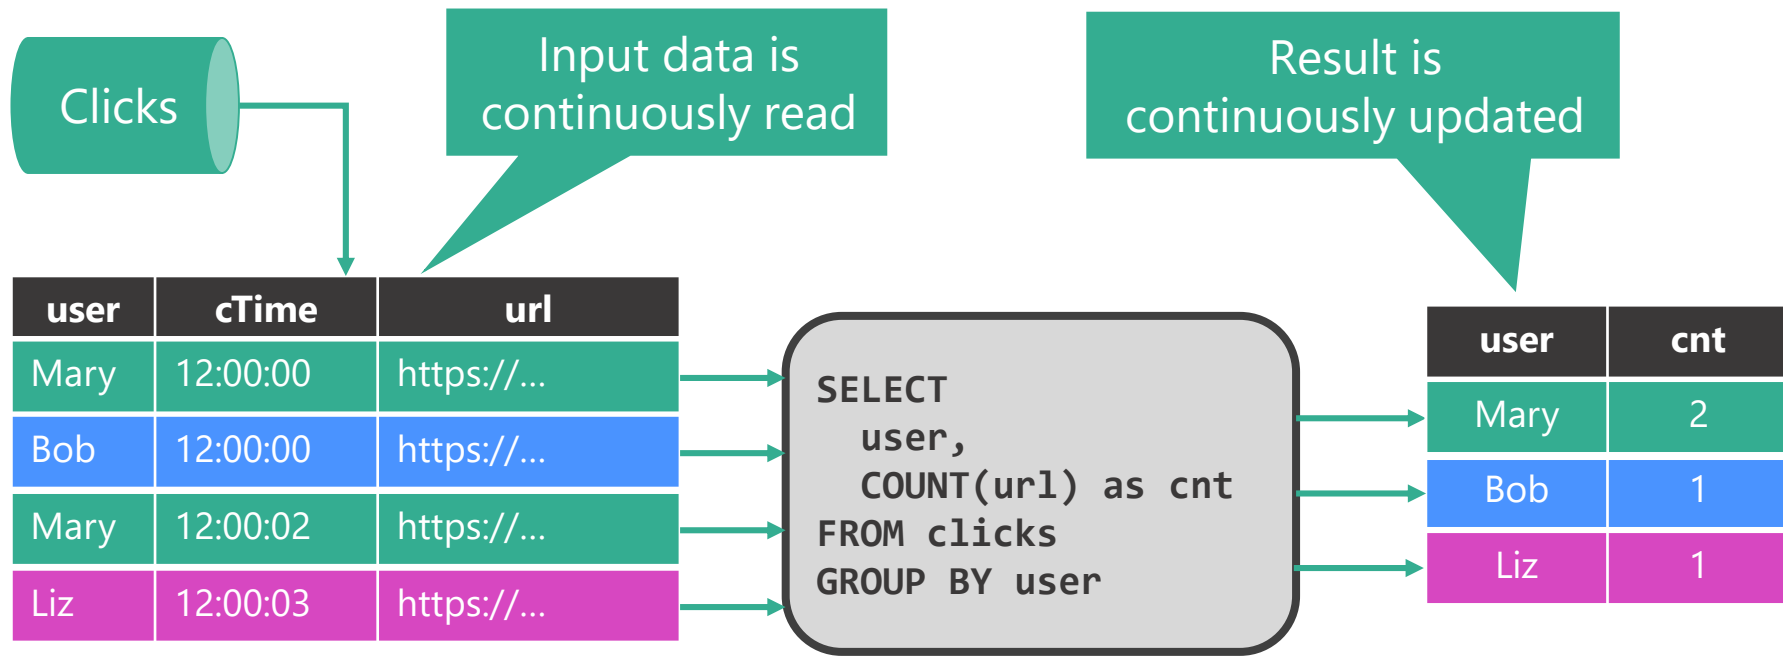 Clicks
Input data is
continuously read
Result is
continuously updated
user cTime url
Mary 12:00:00 https://...
Bob 12:00:00 https://...
Mary 12:00:02 https://...
Liz 12:00:03 https://...
SELECT
user,
COUNT(url) as cnt
FROM clicks
GROUP BY user
user cnt
Mary 2
Bob 1
Liz 1